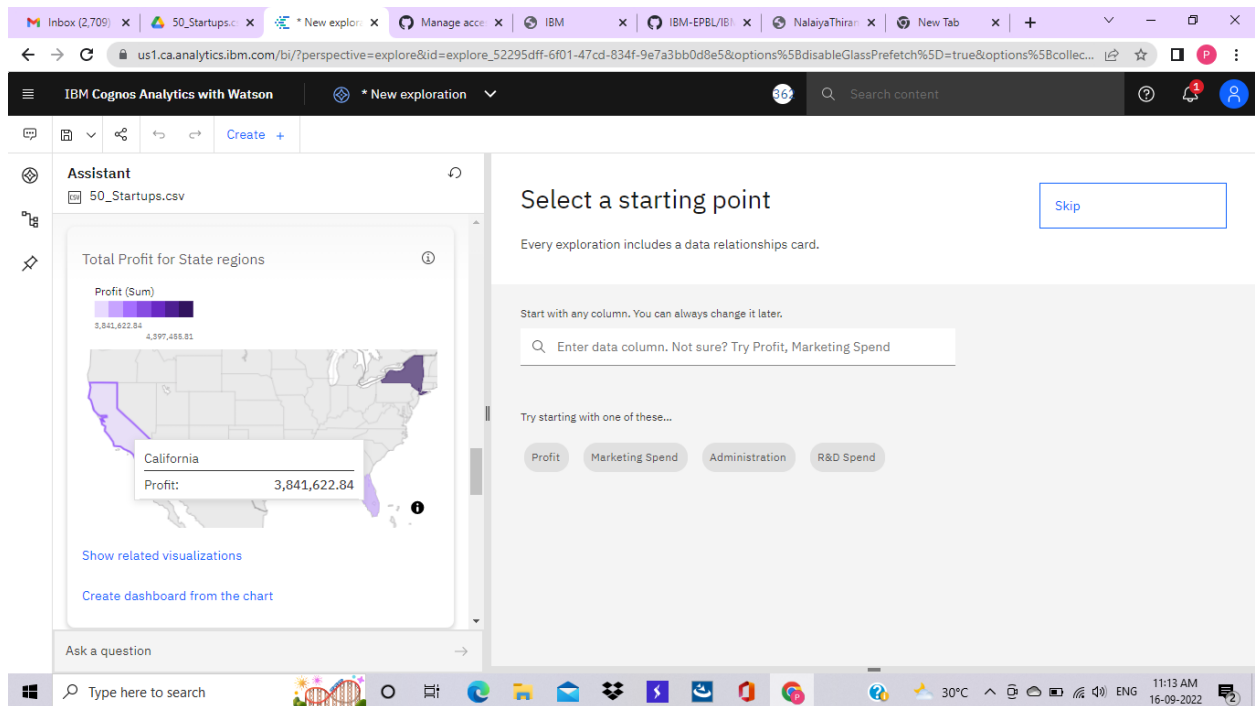 Inbox (2,709)
50_Startups.c
* New explor
Manage acce
IBM
IBM-EPBL/IB
NalaiyaThiran
New Tab
us1.ca.analytics.ibm.com/bi/?perspective=explore&id=explore_52295dff-6f01-47cd-834f-9e7a3bb0d8e5&options%5BdisableGlassPrefetch%5D=true&options%5Bcollec...
P
IBM Cognos Analytics with Watson
* New exploration
362
Search content
1
Create +
Assistant
CSV 50_Startups.csv
Total Profit for State regions
Profit (Sum)
3,841,622.84
California
Profit: 3,841,622.84
Show related visualizations
Create dashboard from the chart
Ask a question
Select a starting point
Skip
Every exploration includes a data relationships card.
Start with any column. You can always change it later.
Enter data column. Not sure? Try Profit, Marketing Spend
Try starting with one of these...
Profit
Marketing Spend
Administration
R&D Spend
Type here to search
30°C
ENG
11:13 AM
16-09-2022
2